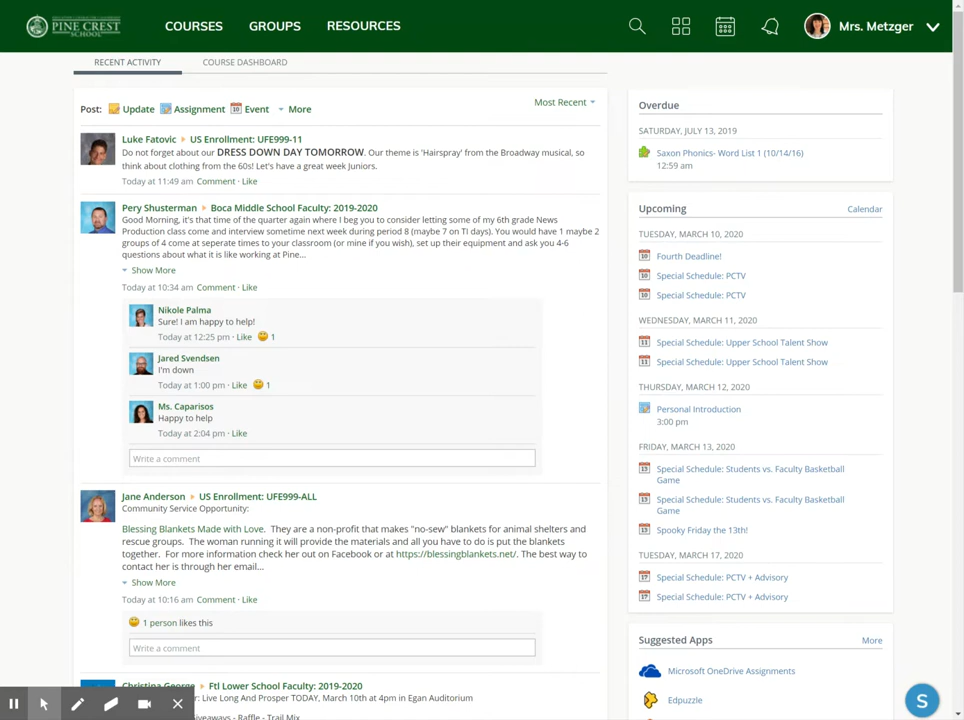 PINE CREST
SCHOOL
COURSES
GROUPS
RESOURCES
Mrs. Metzger
RECENT ACTIVITY
COURSE DASHBOARD
Post: Update Assignment Event More
Most Recent
Luke Fatovic US Enrollment: UFE999-11
Do not forget about our DRESS DOWN DAY TOMORROW. Our theme is 'Hairspray' from the Broadway musical, so
think about clothing from the 60s! Let's have a great week Juniors.
Today at 11:49 am Comment · Like
Pery Shusterman Boca Middle School Faculty: 2019-2020
Good Morning, it's that time of the quarter again where I beg you to consider letting some of my 6th grade News
Production class come and interview sometime next week during period 8 (maybe 7 on TI days). You would have 1 maybe 2
groups of 4 come at seperate times to your classroom (or mine if you wish), set up their equipment and ask you 4-6
questions about what it is like working at Pine...
Show More
Today at 10:34 am Comment · Like
Nikole Palma
Sure! I am happy to help!
Today at 12:25 pm · Like 1
Jared Svendsen
I'm down
Today at 1:00 pm · Like 1
Ms. Caparisos
Happy to help
Today at 2:04 pm · Like
Write a comment
Jane Anderson US Enrollment: UFE999-ALL
Community Service Opportunity:
Blessing Blankets Made with Love. They are a non-profit that makes "no-sew" blankets for animal shelters and
rescue groups. The woman running it will provide the materials and all you have to do is put the blankets
together. For more information check her out on Facebook or at https://blessingblankets.net/. The best way to
contact her is through her email...
Show More
Today at 10:16 am Comment · Like
1 person likes this
Write a comment
Christina George Ftl Lower School Faculty: 2019-2020
r: Live Long And Prosper TODAY, March 10th at 4pm in Egan Auditorium
iveaways - Raffle - Trail Mix
Overdue
SATURDAY, JULY 13, 2019
Saxon Phonics- Word List 1 (10/14/16)
12:59 am
Upcoming
Calendar
TUESDAY, MARCH 10, 2020
10 Fourth Deadline!
10 Special Schedule: PCTV
10 Special Schedule: PCTV
WEDNESDAY, MARCH 11, 2020
11 Special Schedule: Upper School Talent Show
11 Special Schedule: Upper School Talent Show
THURSDAY, MARCH 12, 2020
Personal Introduction
3:00 pm
FRIDAY, MARCH 13, 2020
13 Special Schedule: Students vs. Faculty Basketball
Game
13 Special Schedule: Students vs. Faculty Basketball
Game
13 Spooky Friday the 13th!
TUESDAY, MARCH 17, 2020
17 Special Schedule: PCTV + Advisory
17 Special Schedule: PCTV + Advisory
Suggested Apps
More
Microsoft OneDrive Assignments
Edpuzzle
S